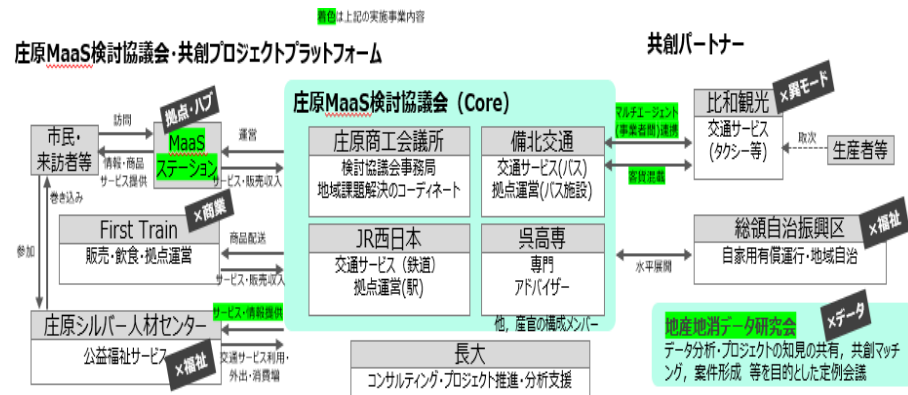 着色は上記の実施事業内容
庄原MaaS検討協議会・共創プロジェクトプラットフォーム
共創パートナー
市民・
来訪者等
訪問
情報・商品
サービス提供
拠点・ハブ
MaaS
ステーション
運営
サービス・販売収入
巻き込み
参加
First Train
販売・飲食・拠点運営
×商業
商品配送
サービス・販売収入
庄原シルバー人材センター
公益福祉サービス
×福祉
サービス・情報提供
交通サービス利用・
外出・消費増
庄原MaaS検討協議会（Core）
庄原商工会議所
検討協議会事務局
地域課題解決のコーディネート
備北交通
交通サービス(バス)
拠点運営(バス施設)
JR西日本
交通サービス（鉄道）
拠点運営(駅)
呉高専
専門
アドバイザー
他，産官の構成メンバー
長大
コンサルティング・プロジェクト推進・分析支援
マルチエージェント
(事業者間)連携
客貨混載
比和観光
交通サービス
(タクシー等)
×異モード
取次
生産者等
水平展開
総領自治振興区
自家用有償運行・地域自治
×福祉
地産地消データ研究会
×データ
データ分析・プロジェクトの知見の共有，共創マッチ
ング，案件形成 等を目的とした定例会議